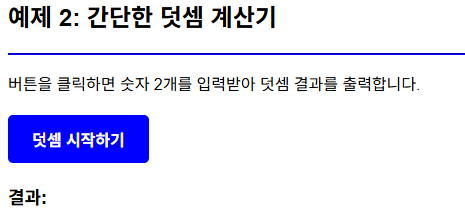 예제 2: 간단한 덧셈 계산기
버튼을 클릭하면 숫자 2개를 입력받아 덧셈 결과를 출력합니다.
덧셈 시작하기
결과: